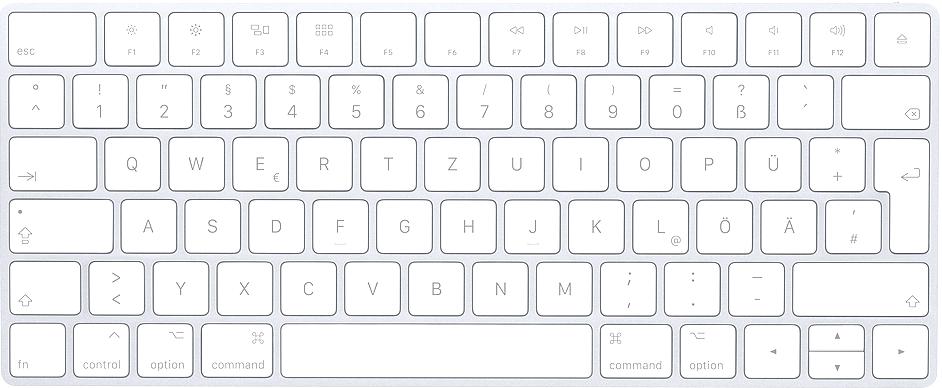 esc F1 F2 F3 F4 F5 F6 F7 F8 F9 F10 F11 F12
° ! " § $ % & / ( ) = ? `
^ 1 2 3 4 5 6 7 8 9 0 ß ´
Q W E € R T Z U I O P Ü * +
A S D F G H J K L @ Ö Ä ' #
> < Y X C V B N M ; , : . — -
fn control option command command option